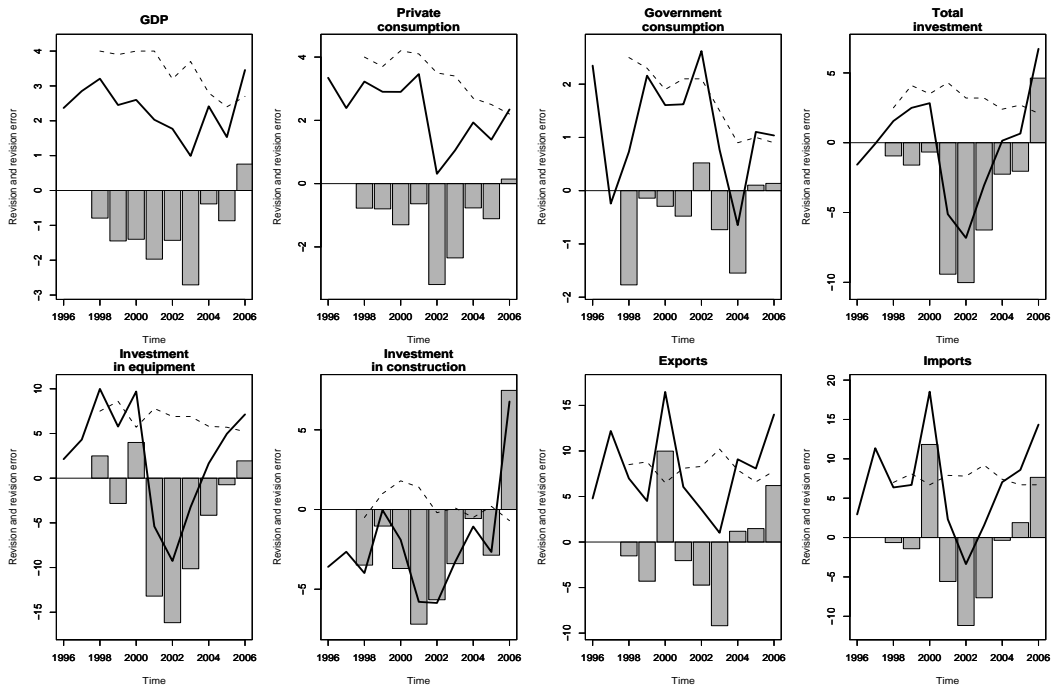 GDP
Revision and revision error
4
3
2
1
0
−1
−2
−3
1996 1998 2000 2002 2004 2006
Time
Private
consumption
Revision and revision error
4
2
0
−2
1996 1998 2000 2002 2004 2006
Time
Government
consumption
Revision and revision error
2
1
0
−1
−2
1996 1998 2000 2002 2004 2006
Time
Total
investment
Revision and revision error
5
0
−5
−10
1996 1998 2000 2002 2004 2006
Time
Investment
in equipment
Revision and revision error
10
5
0
−5
−10
−15
1996 1998 2000 2002 2004 2006
Time
Investment
in construction
Revision and revision error
5
0
−5
1996 1998 2000 2002 2004 2006
Time
Exports
Revision and revision error
15
10
5
0
−5
−10
1996 1998 2000 2002 2004 2006
Time
Imports
Revision and revision error
20
15
10
5
0
−5
−10
1996 1998 2000 2002 2004 2006
Time